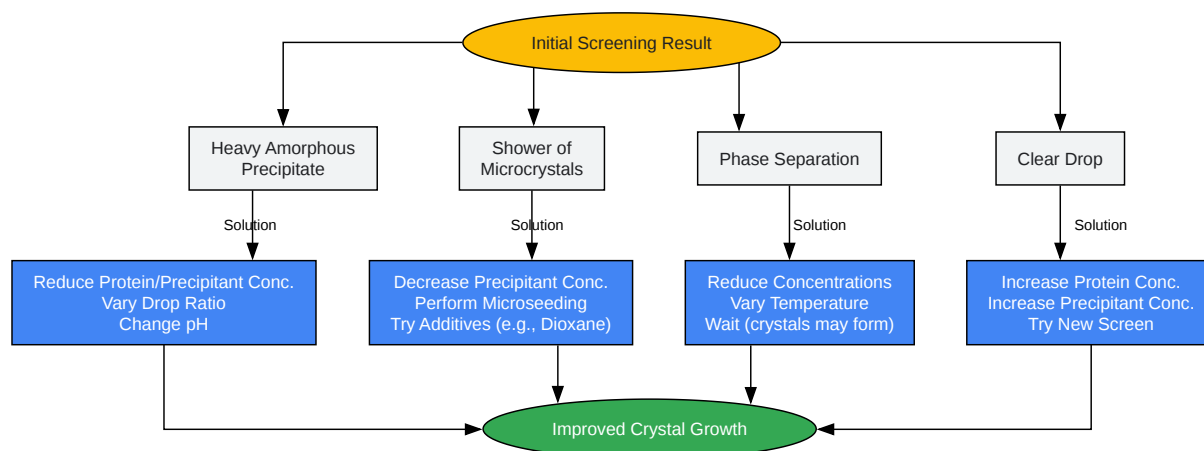 Initial Screening Result
Heavy Amorphous
Precipitate
Shower of
Microcrystals
Phase Separation
Clear Drop
Solution
Solution
Solution
Solution
Reduce Protein/Precipitant Conc.
Vary Drop Ratio
Change pH
Decrease Precipitant Conc.
Perform Microseeding
Try Additives (e.g., Dioxane)
Reduce Concentrations
Vary Temperature
Wait (crystals may form)
Increase Protein Conc.
Increase Precipitant Conc.
Try New Screen
Improved Crystal Growth